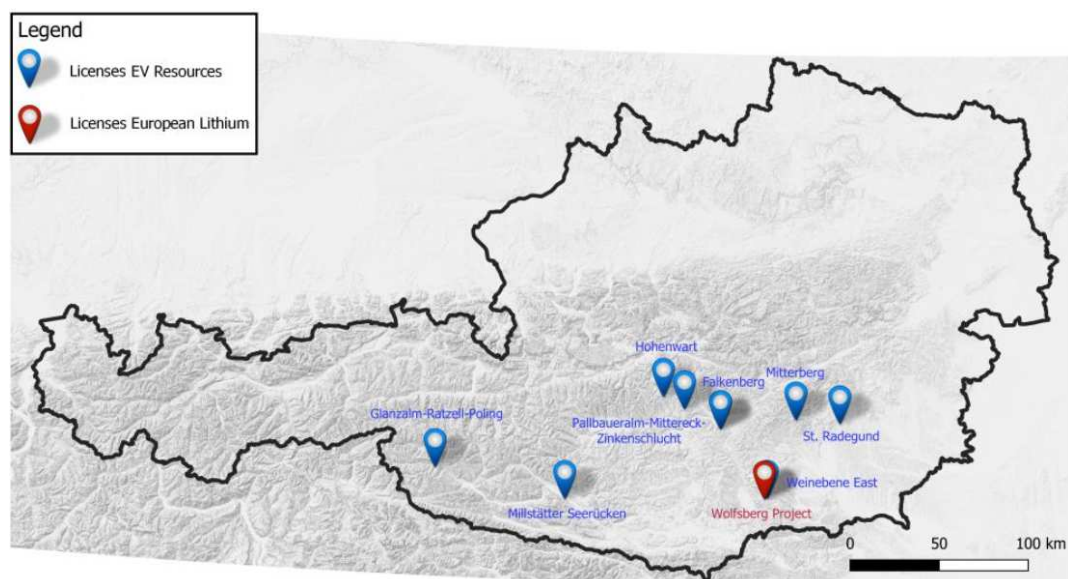 Legend
Licenses EV Resources
Licenses European Lithium
Hohenwart
Falkenberg
Mitterberg
Glanzalm-Ratzell-Poling
Pallbaueralm-Mittereck-
Zinkenschlucht
St. Radegund
Weinebene East
Millstätter Seerücken
Wolfsberg Project
0 50 100 km